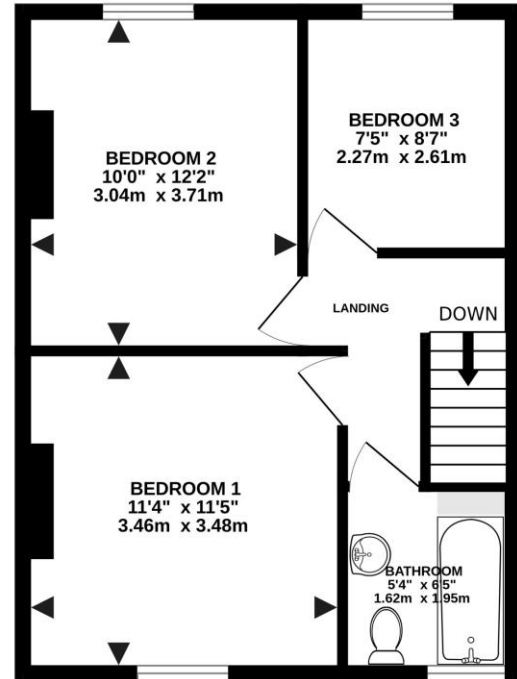 BEDROOM 2
10'0" x 12'2"
3.04m x 3.71m
BEDROOM 3
7'5" x 8'7"
2.27m x 2.61m
LANDING
DOWN
BEDROOM 1
11'4" x 11'5"
3.46m x 3.48m
BATHROOM
5'4" x 6'5"
1.62m x 1.95m